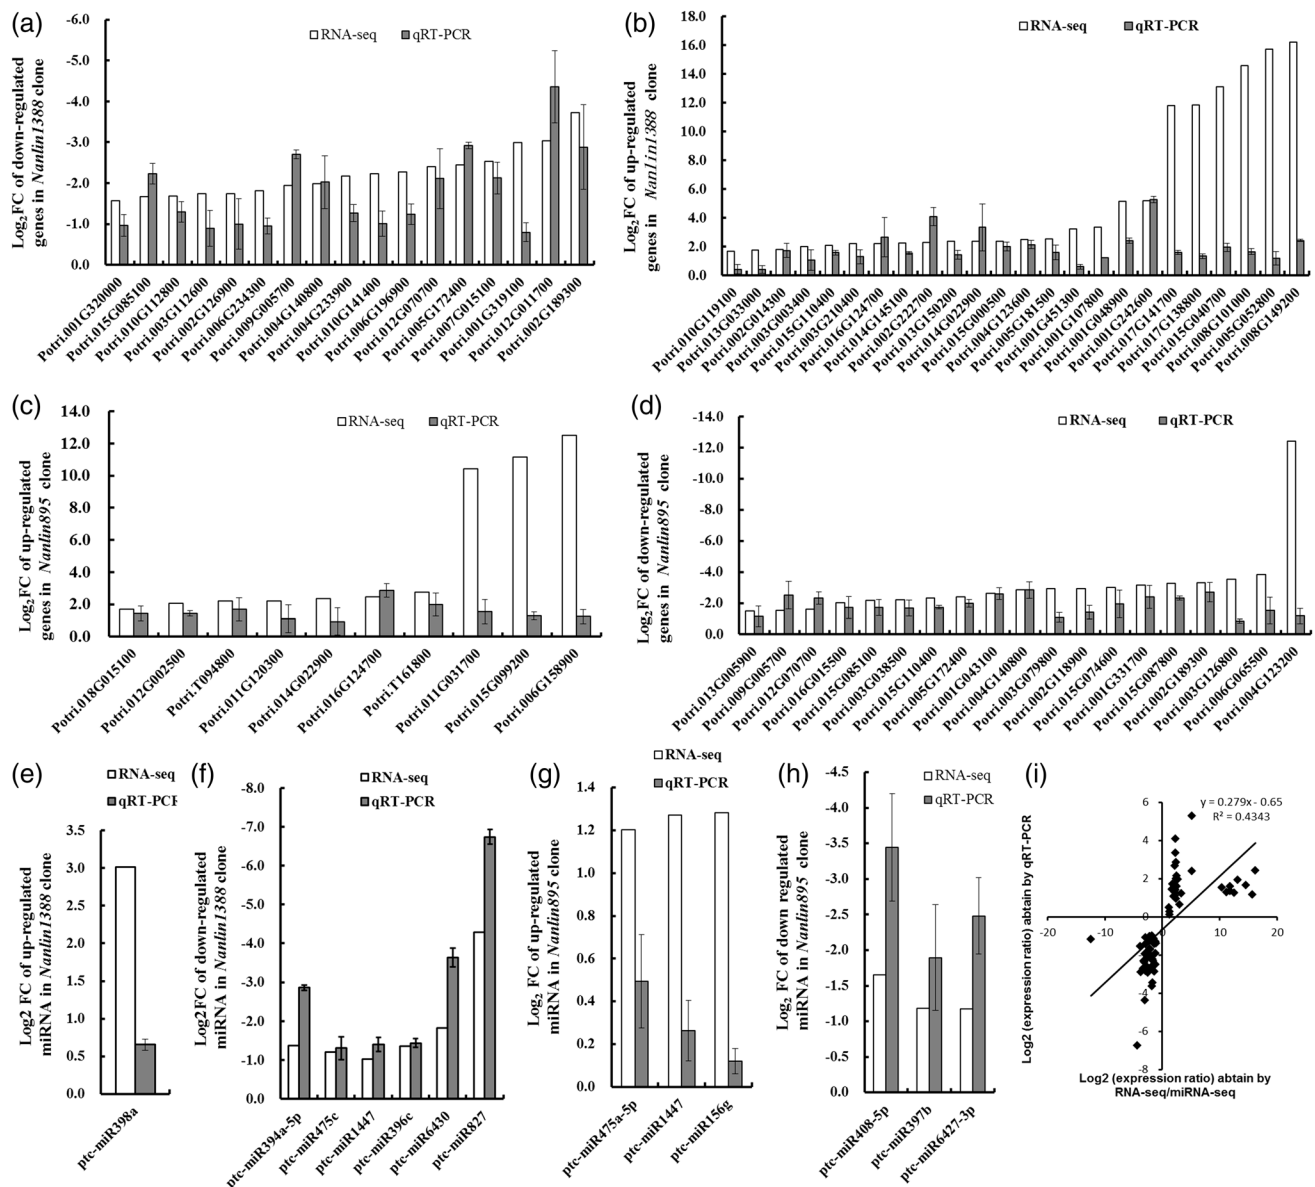 (a)
RNA-seq qRT-PCR
Log2FC of down-regulated
genes in Nanlin1388 clone
-6.0
-5.0
-4.0
-3.0
-2.0
-1.0
0.0
Potri.001G320000
Potri.015G085100
Potri.010G112800
Potri.003G112600
Potri.002G126900
Potri.006G234300
Potri.009G005700
Potri.004G140800
Potri.004G233900
Potri.010G141400
Potri.006G196900
Potri.012G070700
Potri.005G172400
Potri.007G015100
Potri.001G319100
Potri.012G011700
Potri.002G189300
(b)
RNA-seq qRT-PCR
Log2FC of up-regulated
genes in Nanlin1388 clone
18.0
16.0
14.0
12.0
10.0
8.0
6.0
4.0
2.0
0.0
Potri.010G119100
Potri.013G033000
Potri.002G014300
Potri.003G003400
Potri.015G110400
Potri.003G210400
Potri.016G124700
Potri.014G145100
Potri.002G222700
Potri.013G150200
Potri.014G022900
Potri.015G000500
Potri.004G123600
Potri.005G181500
Potri.001G451300
Potri.001G107800
Potri.001G048900
Potri.001G242600
Potri.017G141700
Potri.017G138800
Potri.015G040700
Potri.008G101000
Potri.005G052800
Potri.008G149200
(c)
RNA-seq qRT-PCR
Log2FC of up-regulated
genes in Nanlin895 clone
14.0
12.0
10.0
8.0
6.0
4.0
2.0
0.0
Potri.018G015100
Potri.012G002500
Potri.T094800
Potri.011G120300
Potri.014G022900
Potri.016G124700
Potri.T161800
Potri.011G031700
Potri.015G099200
Potri.006G158900
(d)
RNA-seq qRT-PCR
Log2FC of down-regulated
genes in Nanlin895 clone
-14.0
-12.0
-10.0
-8.0
-6.0
-4.0
-2.0
0.0
Potri.013G005900
Potri.009G005700
Potri.012G070700
Potri.016G015500
Potri.015G085100
Potri.003G038500
Potri.015G110400
Potri.005G172400
Potri.001G043100
Potri.004G140800
Potri.003G079800
Potri.002G118900
Potri.015G074600
Potri.001G331700
Potri.015G087800
Potri.002G189300
Potri.003G126800
Potri.006G065500
Potri.004G123200
(e)
RNA-seq
qRT-PCR
Log2 FC of up-regulated
miRNA in Nanlin1388 clone
3.5
3.0
2.5
2.0
1.5
1.0
0.5
0.0
ptc-miR398a
(f)
RNA-seq
qRT-PCR
Log2FC of down-regulated
miRNA in Nanlin1388 clone
-8.0
-7.0
-6.0
-5.0
-4.0
-3.0
-2.0
-1.0
0.0
ptc-miR394a-5p
ptc-miR475c
ptc-miR1447
ptc-miR396c
ptc-miR6430
ptc-miR827
(g)
RNA-seq
qRT-PCR
Log2 FC of up-regulated
miRNA in Nanlin895 clone
1.4
1.2
1.0
0.8
0.6
0.4
0.2
0.0
ptc-miR475a-5p
ptc-miR1447
ptc-miR156g
(h)
RNA-seq
qRT-PCR
Log2 FC of down regulated
miRNA in Nanlin895 clone
-4.5
-4.0
-3.5
-3.0
-2.5
-2.0
-1.5
-1.0
-0.5
0.0
ptc-miR408-5p
ptc-miR397b
ptc-miR6427-3p
(i)
y = 0.279x - 0.65
R² = 0.4343
Log2 (expression ratio) abtain by qRT-PCR
6
4
2
0
-4
-6
-8
-20
-10
0
10
20
Log2 (expression ratio) abtain by
RNA-seq/miRNA-seq